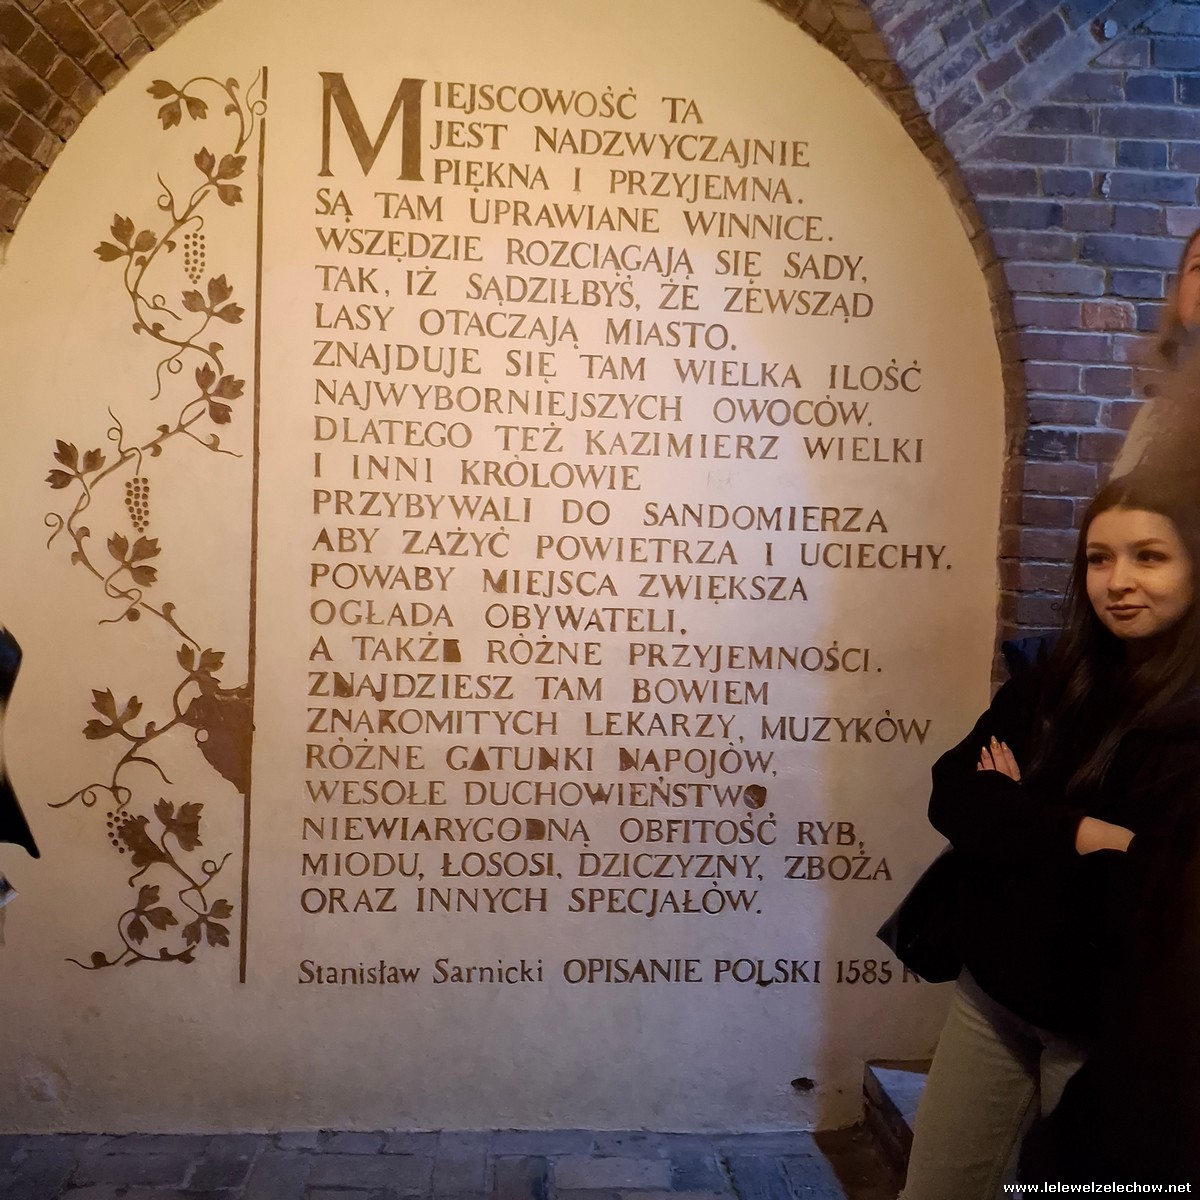 MIEJSCOWOŚĆ TA
JEST NADZWYCZAJNIE
PIĘKNA I PRZYJEMNA.
SĄ TAM UPRAWIANE WINNICE.
WSZĘDZIE ROZCIĄGAJĄ SIĘ SADY,
TAK, IŻ SĄDZIŁBYŚ, ŻE ZEWSZĄD
LASY OTACZAJĄ MIASTO.
ZNAJDUJE SIĘ TAM WIELKA ILOŚĆ
NAJWYBORNIEJSZYCH OWOCÓW.
DLATEGO TEŻ KAZIMIERZ WIELKI
I INNI KRÓLOWIE
PRZYBYWALI DO SANDOMIERZA
ABY ZAŻYĆ POWIETRZA I UCIECHY.
POWABY MIEJSCA ZWIĘKSZA
OGŁADA OBYWATELI,
A TAKŻE RÓŻNE PRZYJEMNOŚCI.
ZNAJDZIESZ TAM BOWIEM
ZNAKOMITYCH LEKARZY, MUZYKÓW
RÓŻNE GATUNKI NAPOJÓW,
WESOŁE DUCHOWIEŃSTWO
NIEWIARYGODNĄ OBFITOŚĆ RYB,
MIODU, ŁOSOSI, DZICZYZNY, ZBOŻA
ORAZ INNYCH SPECJAŁÓW.
Stanisław Sarnicki OPISANIE POLSKI 1585 R
www.lelewelzelechow.net